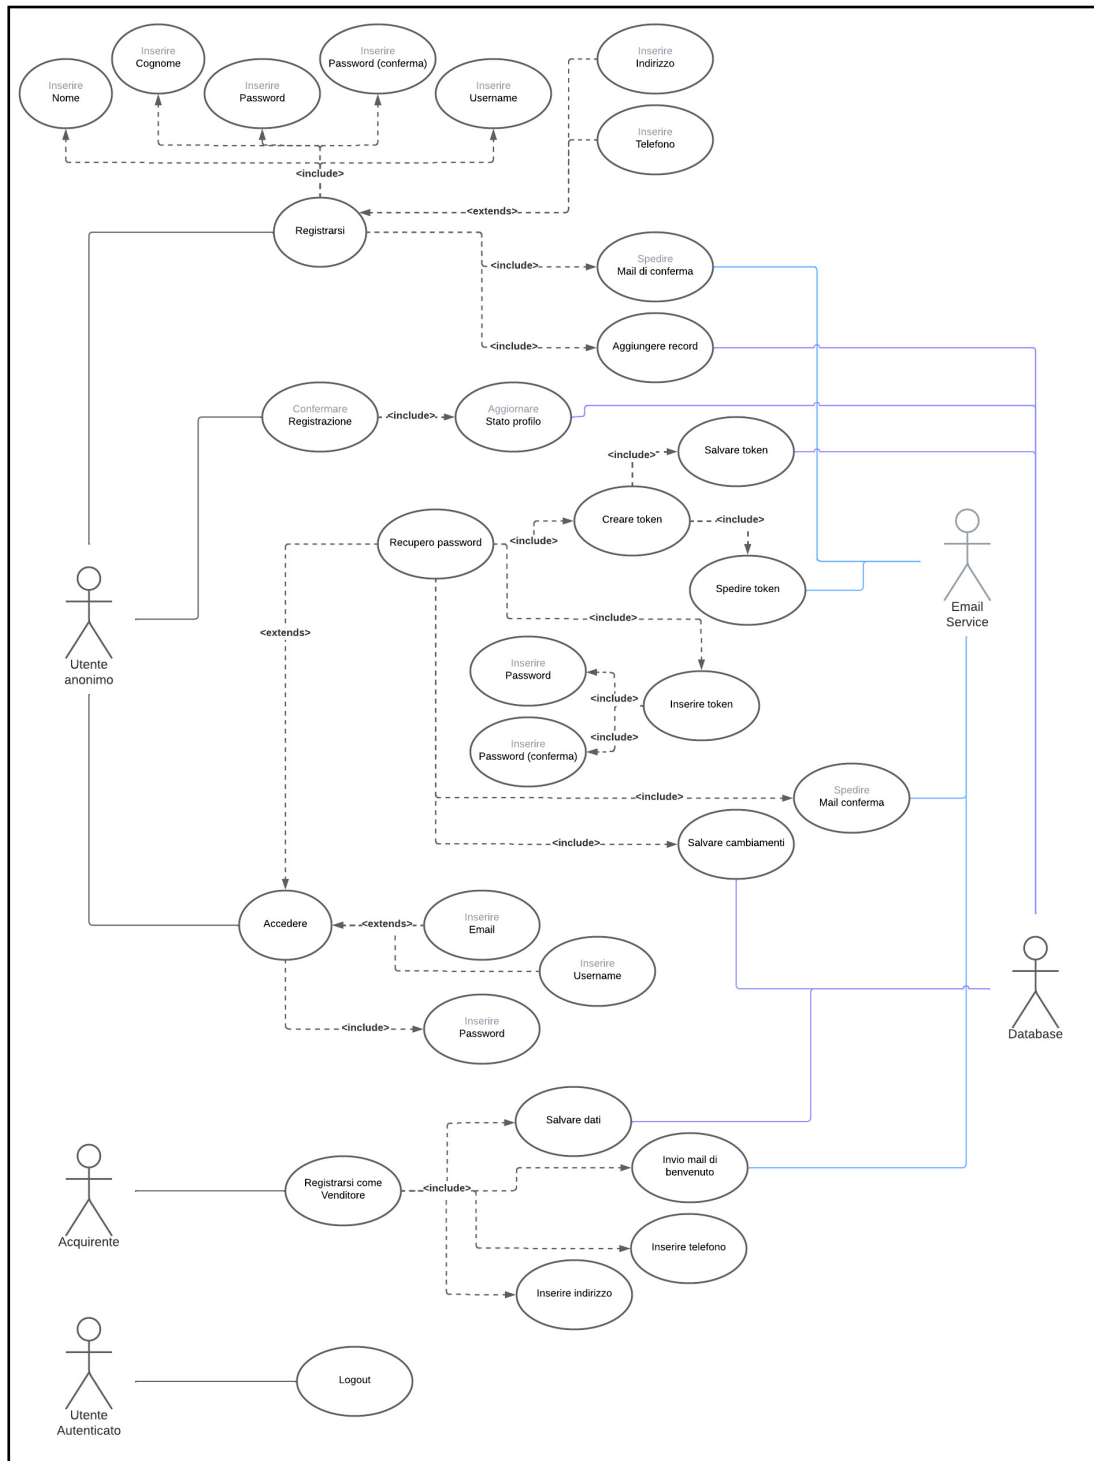 Inserire
Cognome
Inserire
Password (conferma)
Inserire
Indirizzo
Inserire
Nome
Inserire
Password
Inserire
Username
Inserire
Telefono
<include>
<extends>
Registrarsi
<include>
Spedire
Mail di conferma
<include>
Aggiungere record
Confermare
Registrazione
<include>
Aggiornare
Stato profilo
<include>
Salvare token
Creare token
<include>
Recupero password
<include>
Spedire token
Email
Service
<include>
<extends>
Utente
anonimo
Inserire
Password
<include>
Inserire token
<include>
Inserire
Password (conferma)
<include>
Spedire
Mail conferma
<include>
Salvare cambiamenti
Accedere
<extends>
Inserire
Email
Inserire
Username
<include>
Inserire
Password
Database
Salvare dati
Invio mail di
benvenuto
Registrarsi come
Venditore
<include>
Acquirente
Inserire telefono
Inserire indirizzo
Logout
Utente
Autenticato